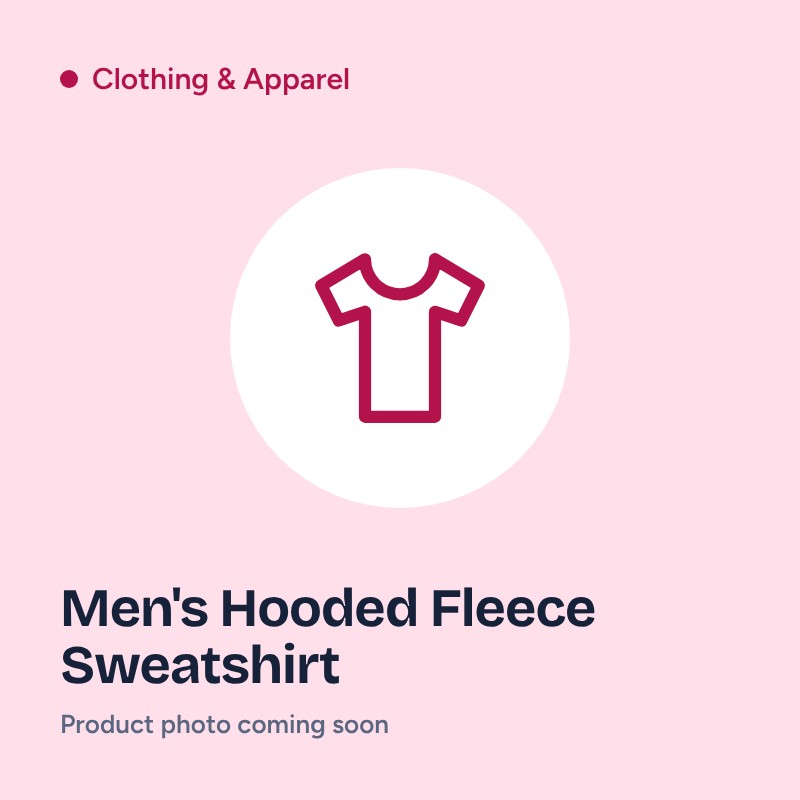 Clothing & Apparel
Men's Hooded Fleece
Sweatshirt
Product photo coming soon